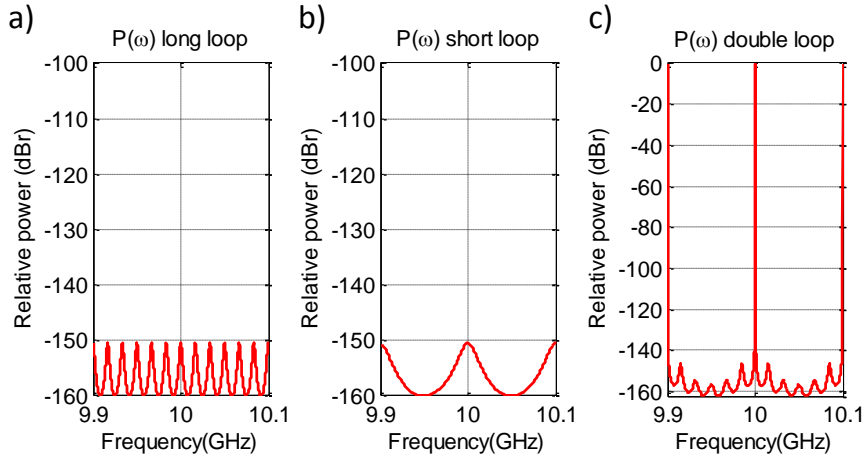 a)
P(ω) long loop
Relative power (dBr)
-100
-110
-120
-130
-140
-150
-160
9.9
10
10.1
Frequency(GHz)
b)
P(ω) short loop
Relative power (dBr)
-100
-110
-120
-130
-140
-150
-160
9.9
10
10.1
Frequency(GHz)
c)
P(ω) double loop
Relative power (dBr)
0
-20
-40
-60
-80
-100
-120
-140
-160
9.9
10
10.1
Frequency(GHz)